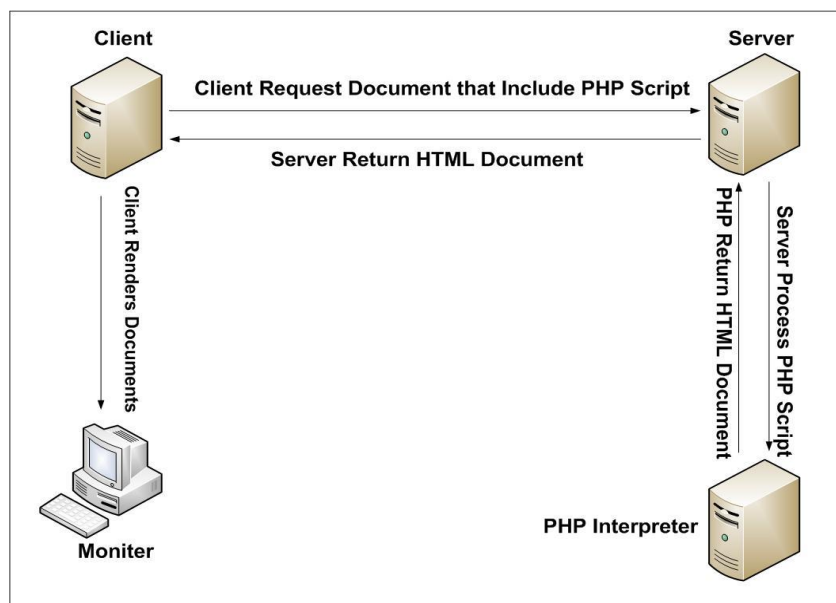 Client
Server
Client Request Document that Include PHP Script
Server Return HTML Document
Client Renders Documents
PHP Return HTML Document
Server Process PHP Script
Moniter
PHP Interpreter